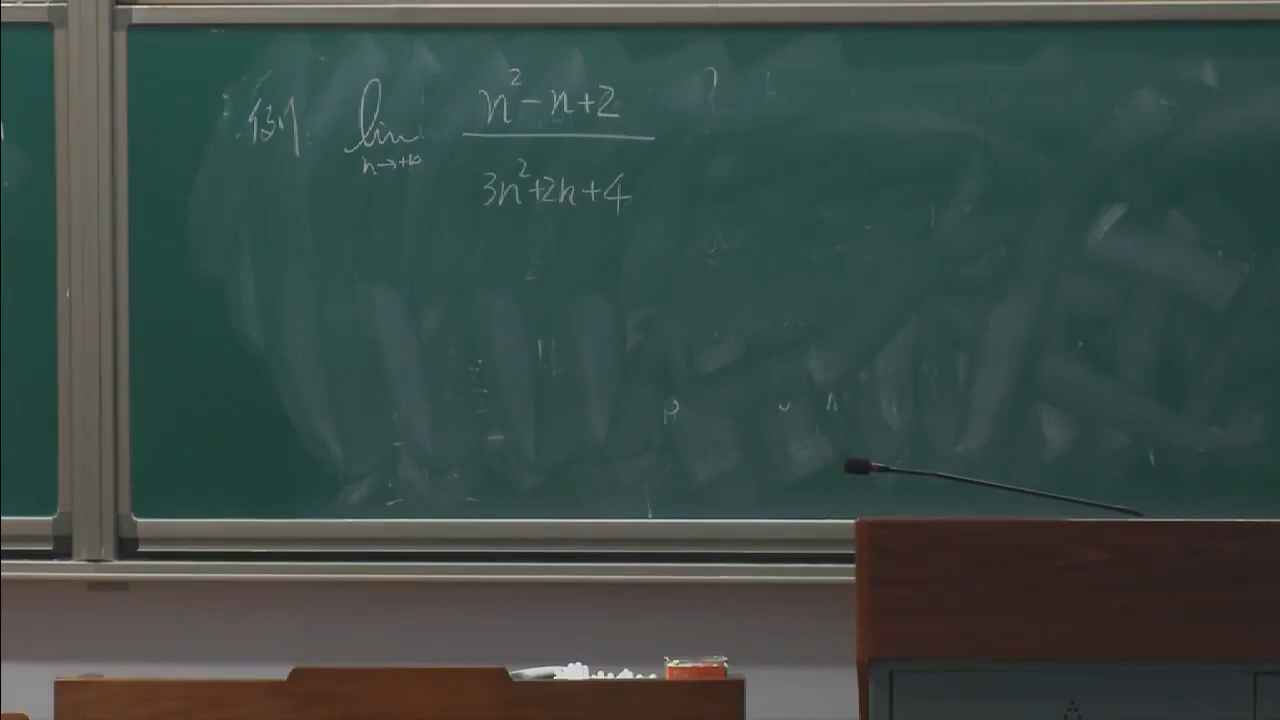 例 lim n→+∞ (n²-n+2)/(3n²+2n+4)